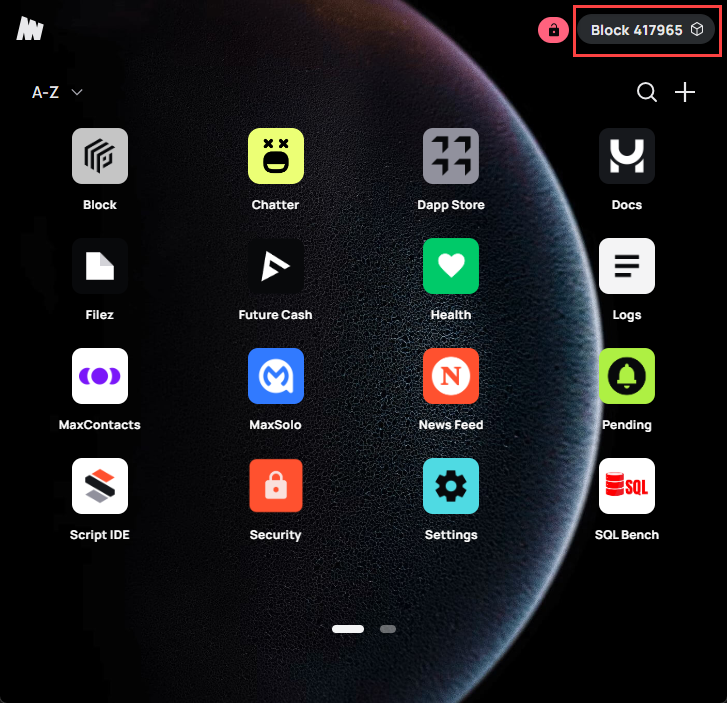 Block 417965
A-Z
Block
Chatter
Dapp Store
Docs
Filez
Future Cash
Health
Logs
MaxContacts
MaxSolo
N
News Feed
Pending
SQL
Script IDE
Security
Settings
SQL Bench